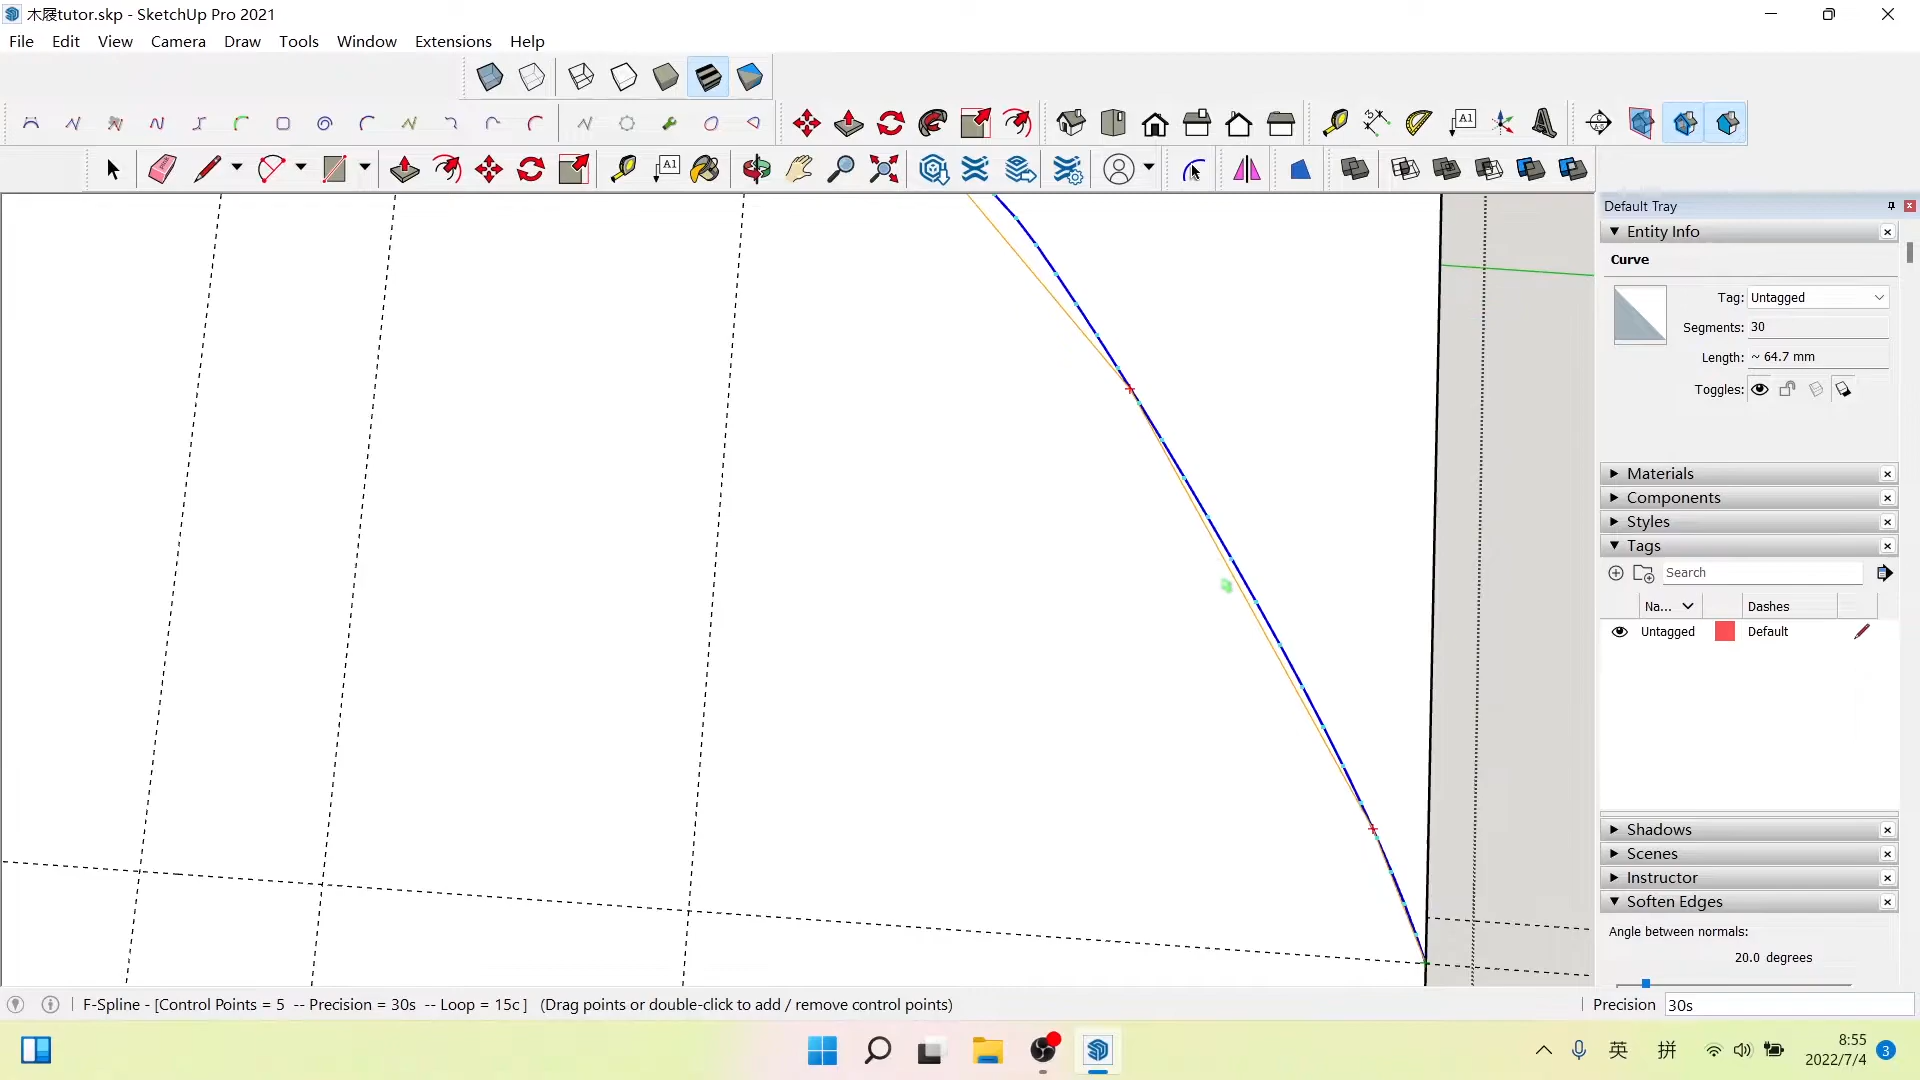 木屐tutor.skp - SketchUp Pro 2021
File Edit View Camera Draw Tools Window Extensions Help
A1
A1
Default Tray
Entity Info
Curve
Tag: Untagged
Segments: 30
Length: ~ 64.7 mm
Toggles:
Materials
Components
Styles
Tags
Search
Na... Dashes
Untagged Default
Shadows
Scenes
Instructor
Soften Edges
Angle between normals:
20.0 degrees
F-Spline - [Control Points = 5 -- Precision = 30s -- Loop = 15c ] (Drag points or double-click to add / remove control points)
Precision 30s
英 拼 8:55
2022/7/4 3